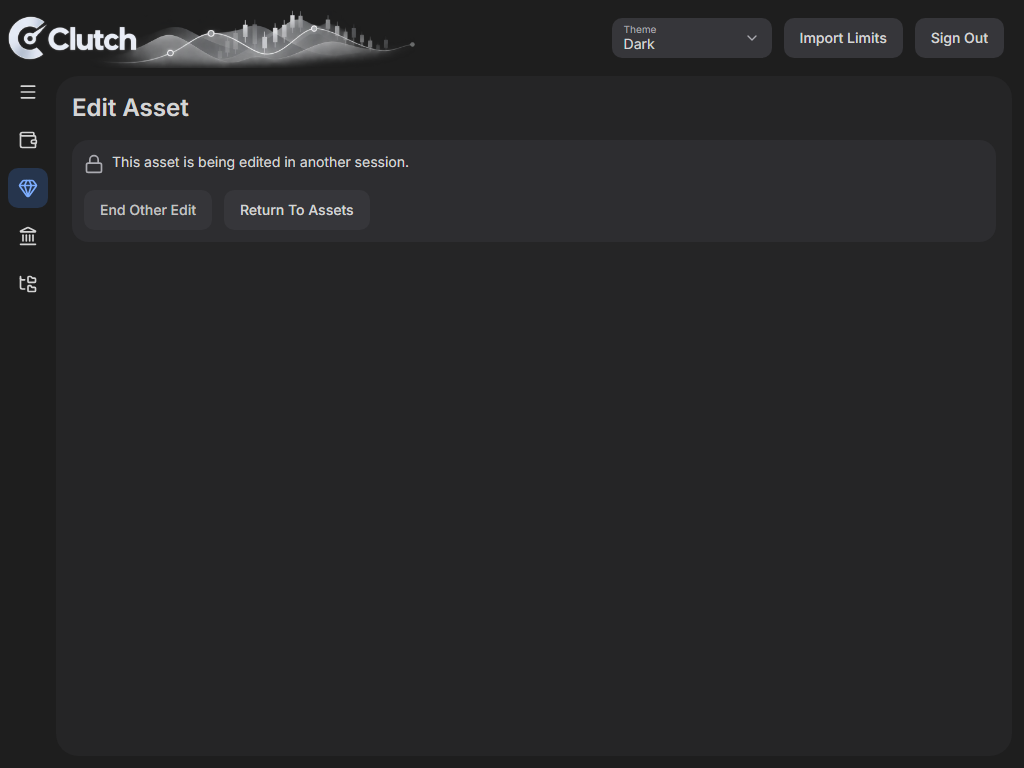 Clutch
Theme
Dark
Import Limits
Sign Out
Edit Asset
This asset is being edited in another session.
End Other Edit
Return To Assets